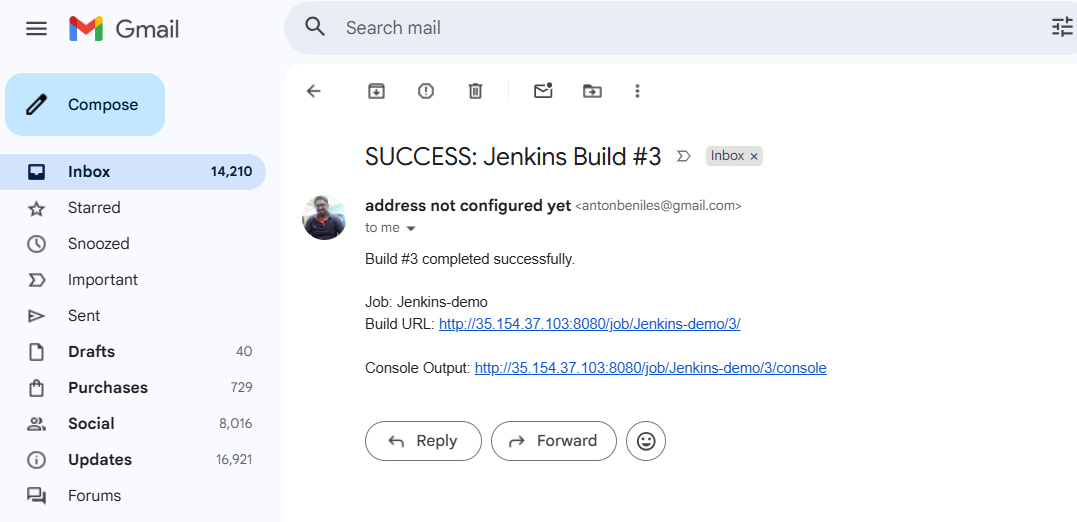 Gmail
Search mail
Compose
Inbox 14,210
Starred
Snoozed
Important
Sent
Drafts 40
Purchases 729
Social 8,016
Updates 16,921
Forums
SUCCESS: Jenkins Build #3 Inbox ×
address not configured yet <antonbeniles@gmail.com>
to me
Build #3 completed successfully.
Job: Jenkins-demo
Build URL: http://35.154.37.103:8080/job/Jenkins-demo/3/
Console Output: http://35.154.37.103:8080/job/Jenkins-demo/3/console
Reply Forward